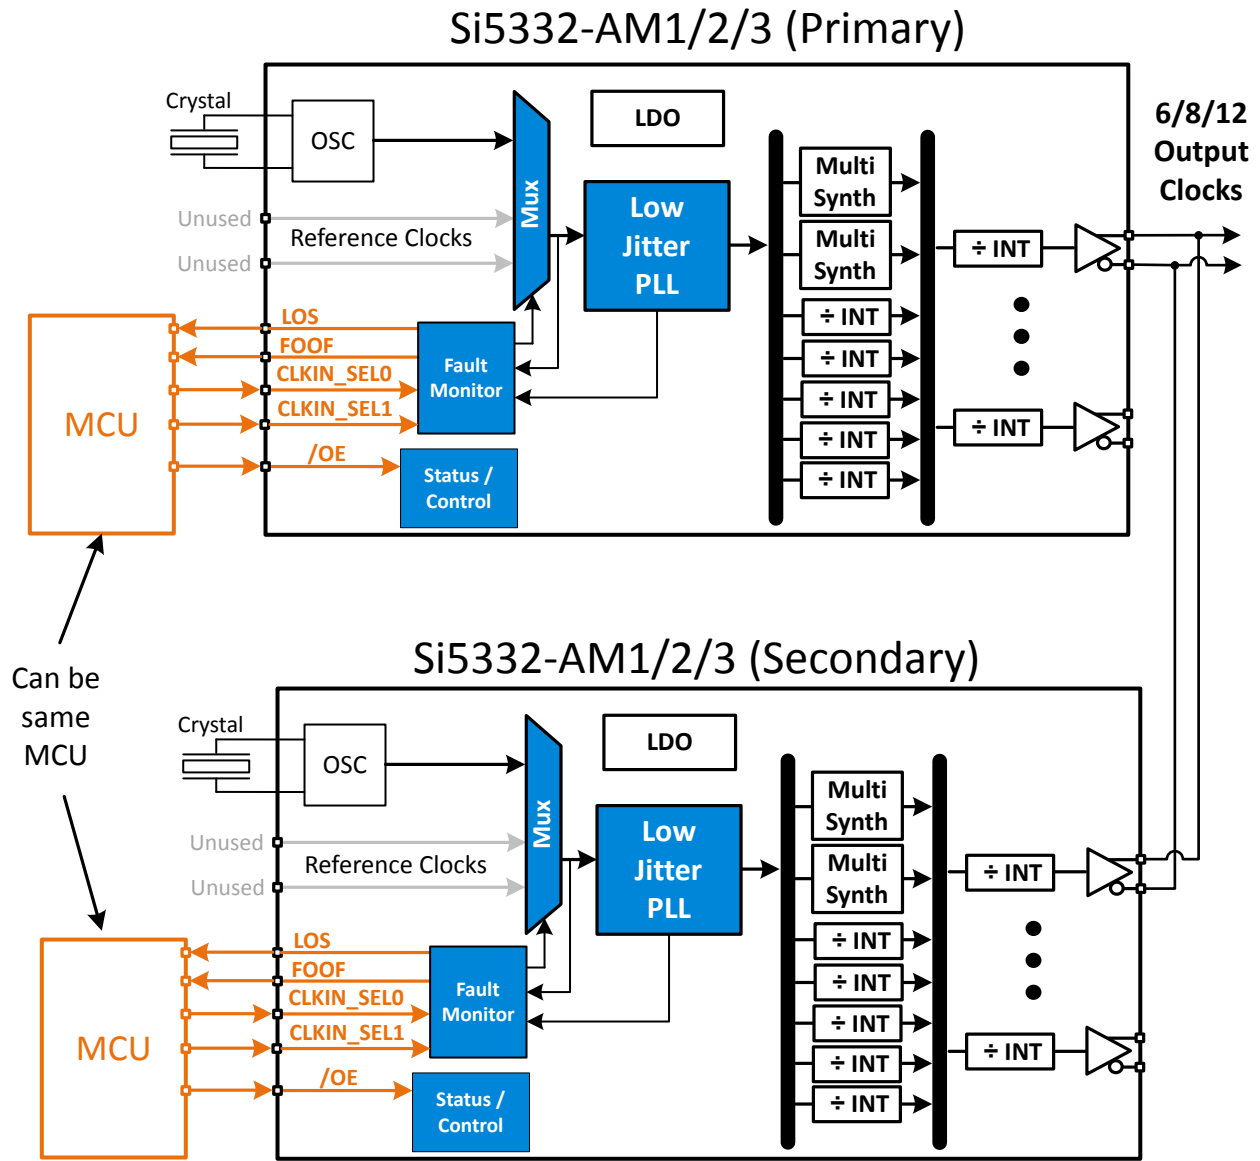 Si5332-AM1/2/3 (Primary)
Crystal
OSC
LDO
6/8/12
Output
Clocks
Mux
Multi
Synth
Unused
Reference Clocks
Unused
Low
Jitter
PLL
Multi
Synth
÷ INT
÷ INT
÷ INT
÷ INT
÷ INT
÷ INT
÷ INT
MCU
LOS
FOOF
CLKIN_SEL0
CLKIN_SEL1
/OE
Fault
Monitor
Status /
Control
Can be
same
MCU
Si5332-AM1/2/3 (Secondary)
Crystal
OSC
LDO
Mux
Multi
Synth
Unused
Reference Clocks
Unused
Low
Jitter
PLL
Multi
Synth
÷ INT
÷ INT
÷ INT
÷ INT
÷ INT
÷ INT
÷ INT
MCU
LOS
FOOF
CLKIN_SEL0
CLKIN_SEL1
/OE
Fault
Monitor
Status /
Control